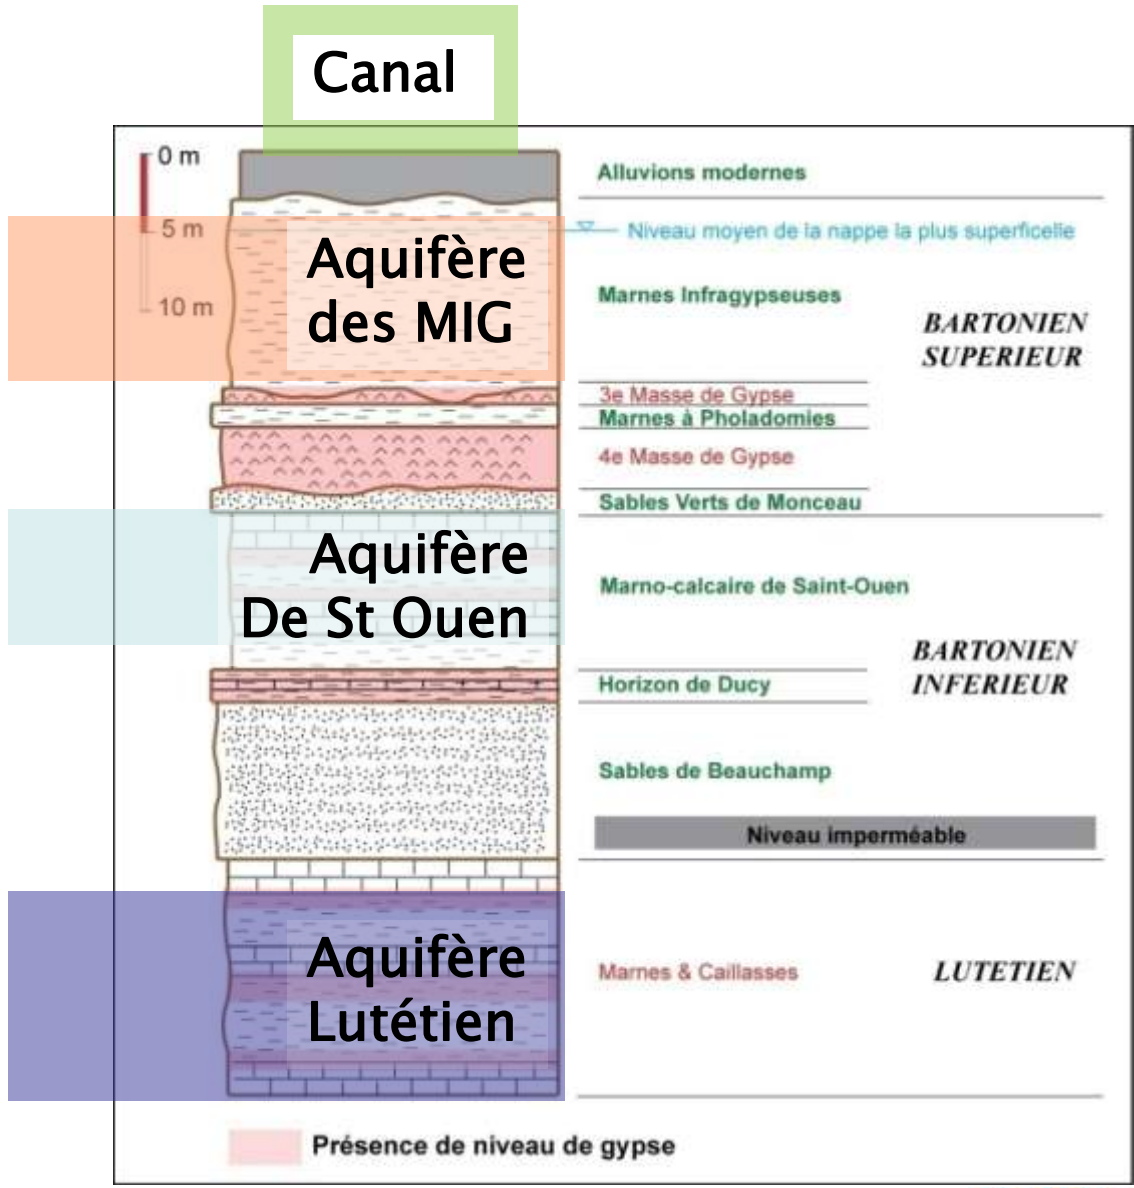 Canal
0 m
Alluvions modernes
5 m
Niveau moyen de la nappe la plus superficelle
Aquifère
des MIG
10 m
Marnes Infragypseuses
BARTONIEN
SUPERIEUR
3e Masse de Gypse
Marnes à Pholadomies
4e Masse de Gypse
Sables Verts de Monceau
Aquifère
De St Ouen
Marno-calcaire de Saint-Ouen
BARTONIEN
INFERIEUR
Horizon de Ducy
Sables de Beauchamp
Niveau imperméable
Aquifère
Lutétien
Marnes & Caillasses
LUTETIEN
Présence de niveau de gypse